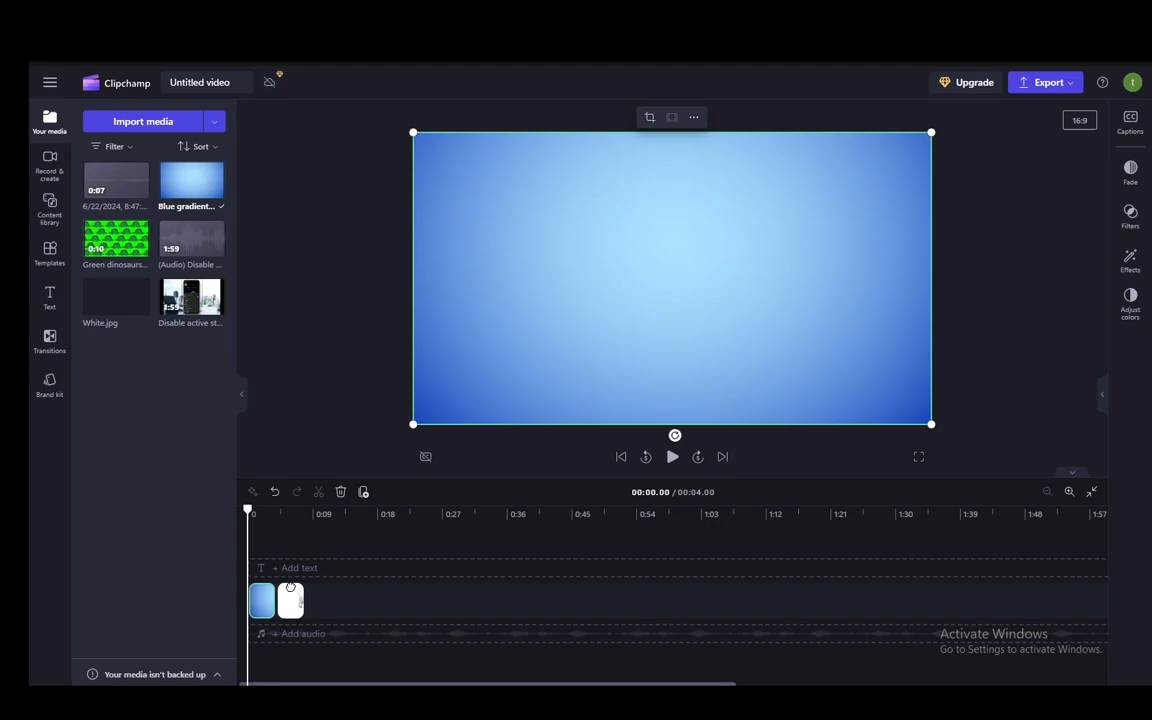 Clipchamp
Untitled video
Upgrade
Export
t
Your media
Import media
Filter
Sort
16:9
Captions
Record & create
0:07
6/22/2024, 8:47:...
Blue gradient...
Content library
0:10
Green dinosaurs...
1:59
(Audio) Disable ...
Templates
Text
White.jpg
1:59
Disable active st...
Transitions
Brand kit
Fade
Filters
Effects
Adjust colors
5
5
00:00.00 / 00:04.00
0 0:09 0:18 0:27 0:36 0:45 0:54 1:03 1:12 1:21 1:30 1:39 1:48 1:57
T + Add text
+ Add audio
Activate Windows
Go to Settings to activate Windows.
Your media isn't backed up